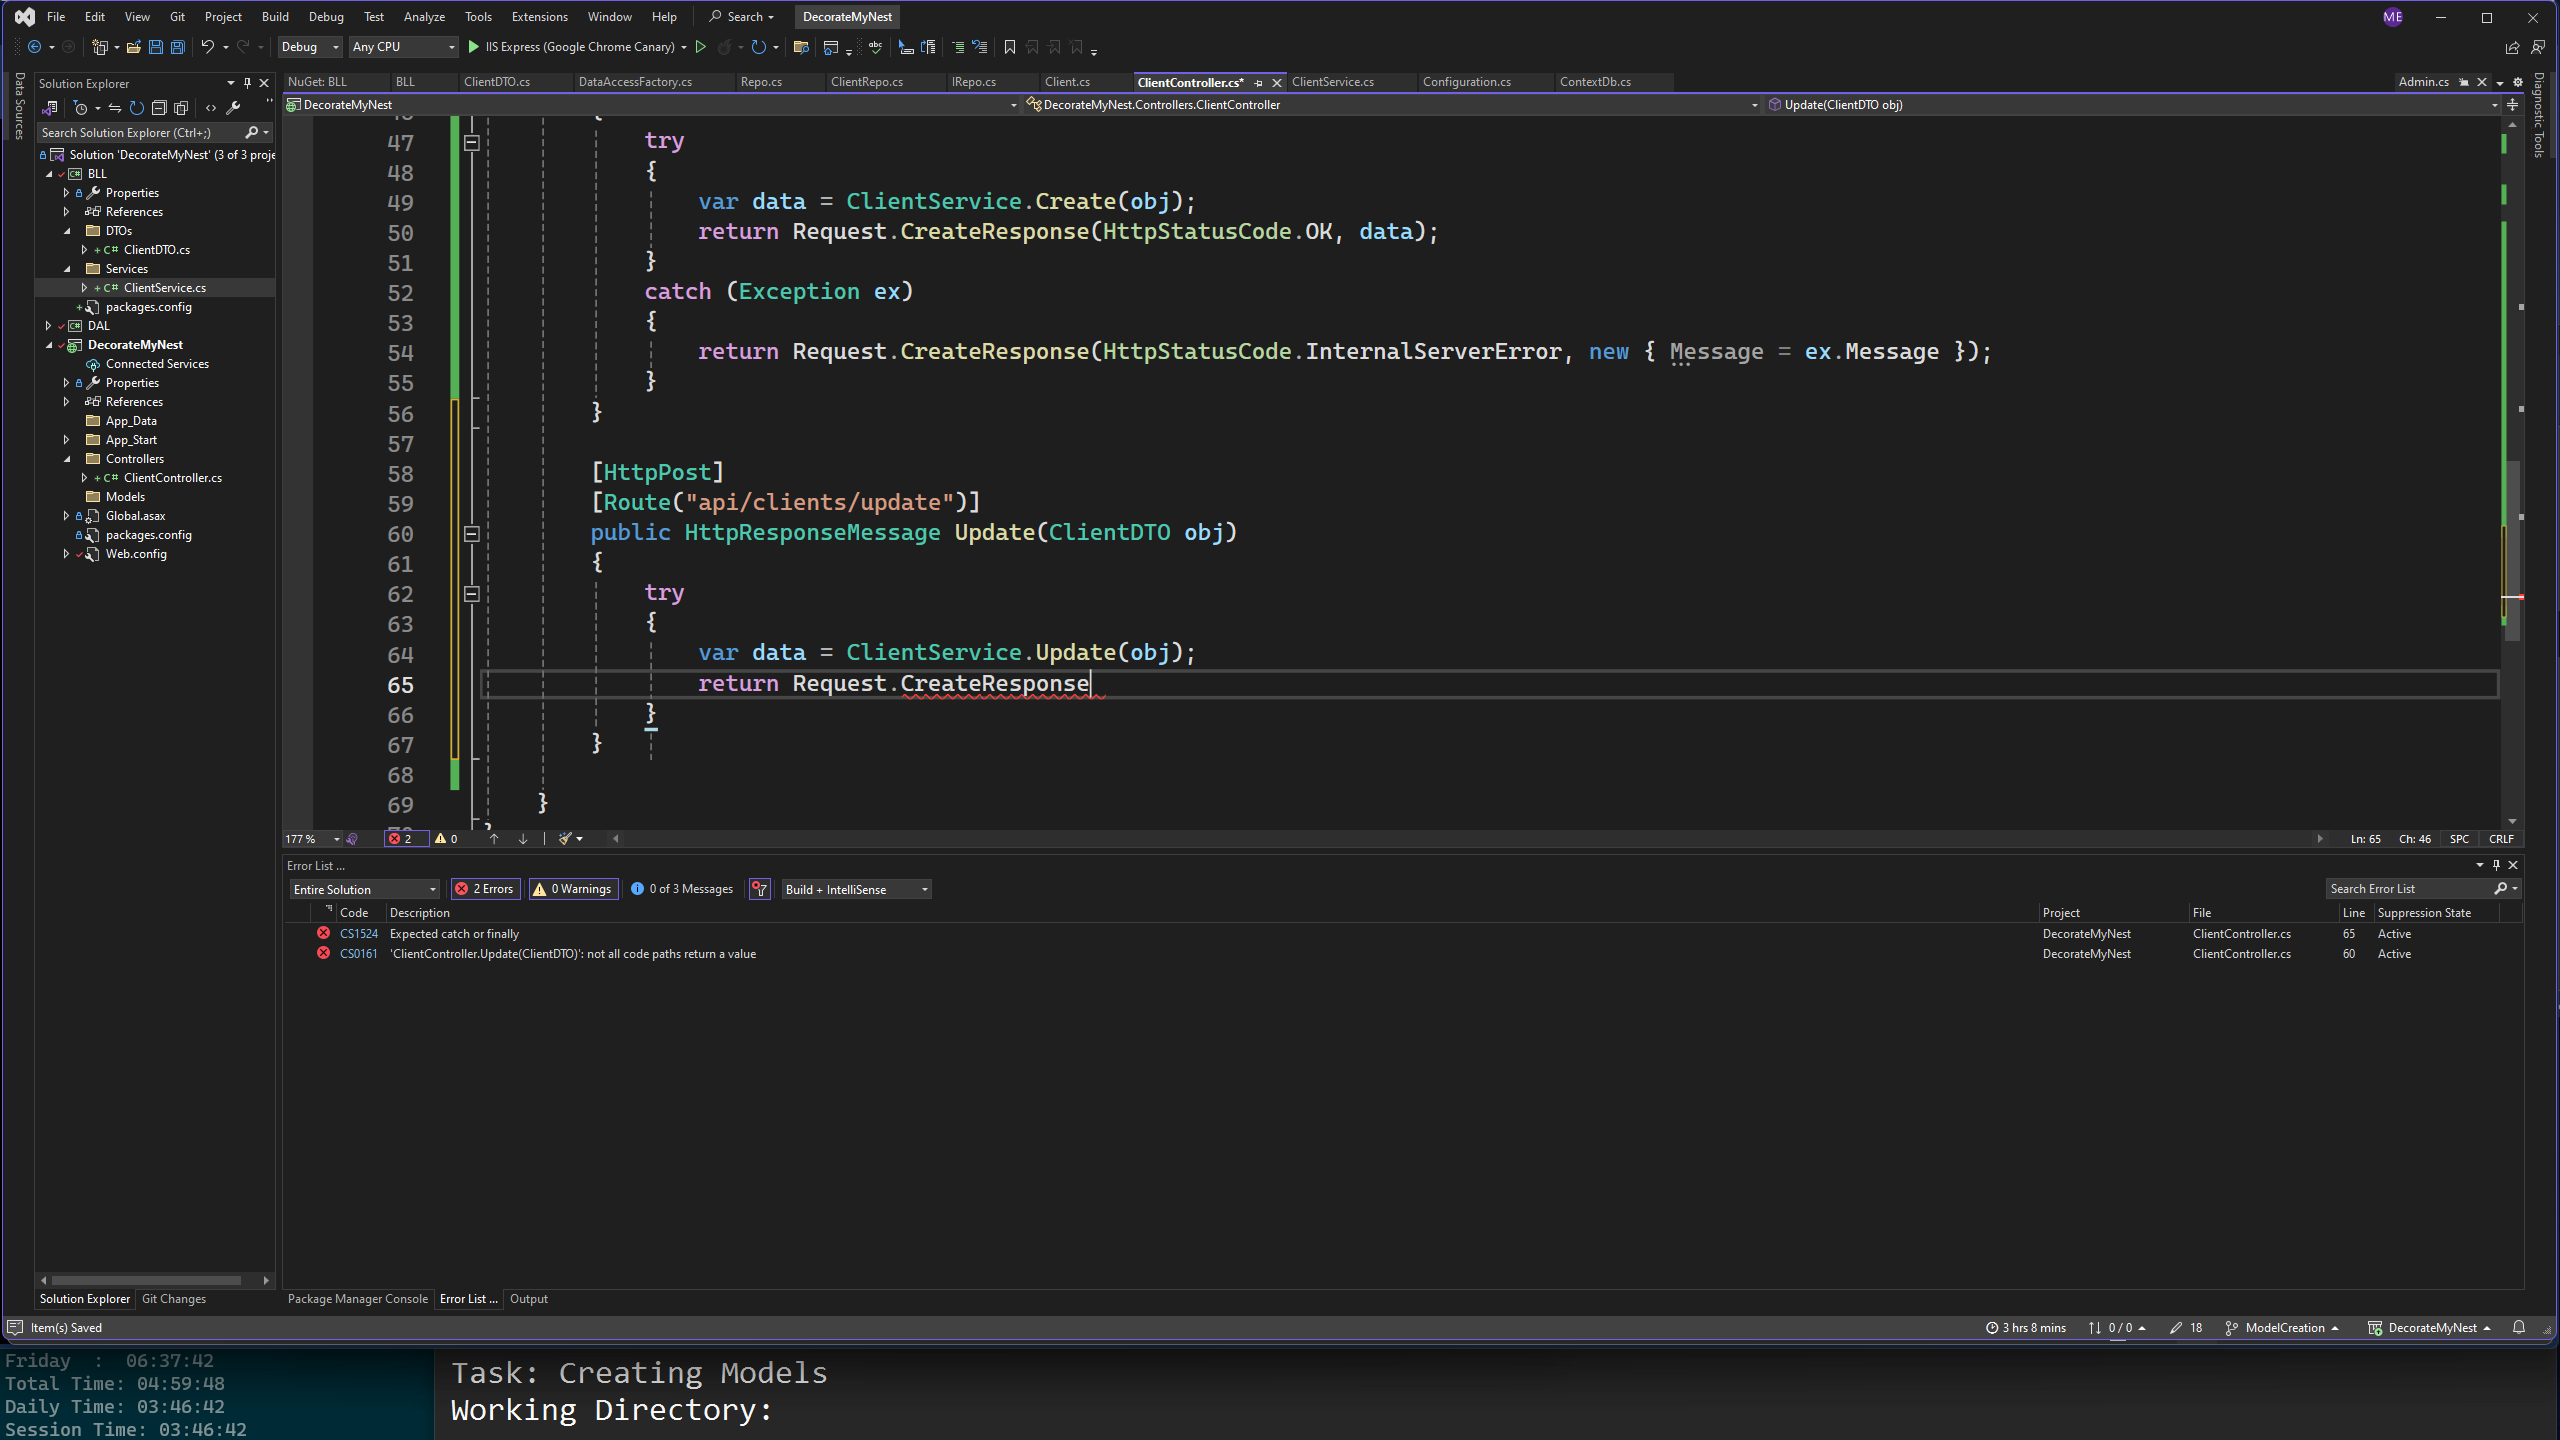 File Edit View Git Project Build Debug Test Analyze Tools Extensions Window Help Search DecorateMyNest ME
Debug Any CPU IIS Express (Google Chrome Canary)
Data Sources
Solution Explorer
Search Solution Explorer (Ctrl+;)
Solution 'DecorateMyNest' (3 of 3 proje
BLL
Properties
References
DTOs
C# ClientDTO.cs
Services
C# ClientService.cs
packages.config
DAL
DecorateMyNest
Connected Services
Properties
References
App_Data
App_Start
Controllers
C# ClientController.cs
Models
Global.asax
packages.config
Web.config
Solution Explorer Git Changes
NuGet: BLL BLL ClientDTO.cs DataAccessFactory.cs Repo.cs ClientRepo.cs IRepo.cs Client.cs ClientController.cs* ClientService.cs Configuration.cs ContextDb.cs Admin.cs
DecorateMyNest DecorateMyNest.Controllers.ClientController Update(ClientDTO obj)
Diagnostic Tools
47 try
48 {
49 var data = ClientService.Create(obj);
50 return Request.CreateResponse(HttpStatusCode.OK, data);
51 }
52 catch (Exception ex)
53 {
54 return Request.CreateResponse(HttpStatusCode.InternalServerError, new { Message = ex.Message });
55 }
56 }
57
58 [HttpPost]
59 [Route("api/clients/update")]
60 public HttpResponseMessage Update(ClientDTO obj)
61 {
62 try
63 {
64 var data = ClientService.Update(obj);
65 return Request.CreateResponse
66 }
67 }
68
69 }
177 % 2 0 Ln: 65 Ch: 46 SPC CRLF
Error List ...
Entire Solution 2 Errors 0 Warnings 0 of 3 Messages Build + IntelliSense Search Error List
Code Description Project File Line Suppression State
CS1524 Expected catch or finally DecorateMyNest ClientController.cs 65 Active
CS0161 'ClientController.Update(ClientDTO)': not all code paths return a value DecorateMyNest ClientController.cs 60 Active
Package Manager Console Error List ... Output
Item(s) Saved 3 hrs 8 mins 0 / 0 18 ModelCreation DecorateMyNest
Friday : 06:37:42
Total Time: 04:59:48
Daily Time: 03:46:42
Session Time: 03:46:42
Task: Creating Models
Working Directory: